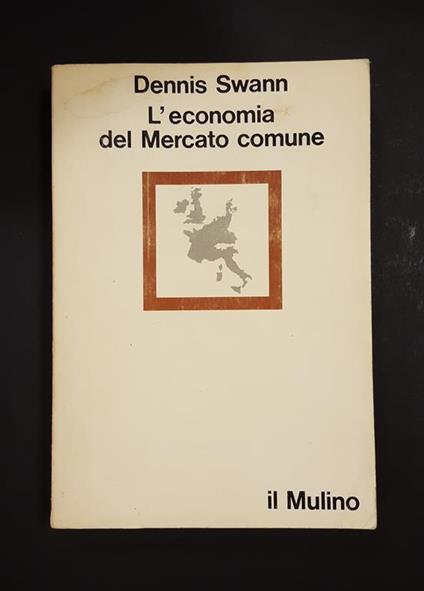 Dennis Swann
L'economia
del Mercato comune
il Mulino